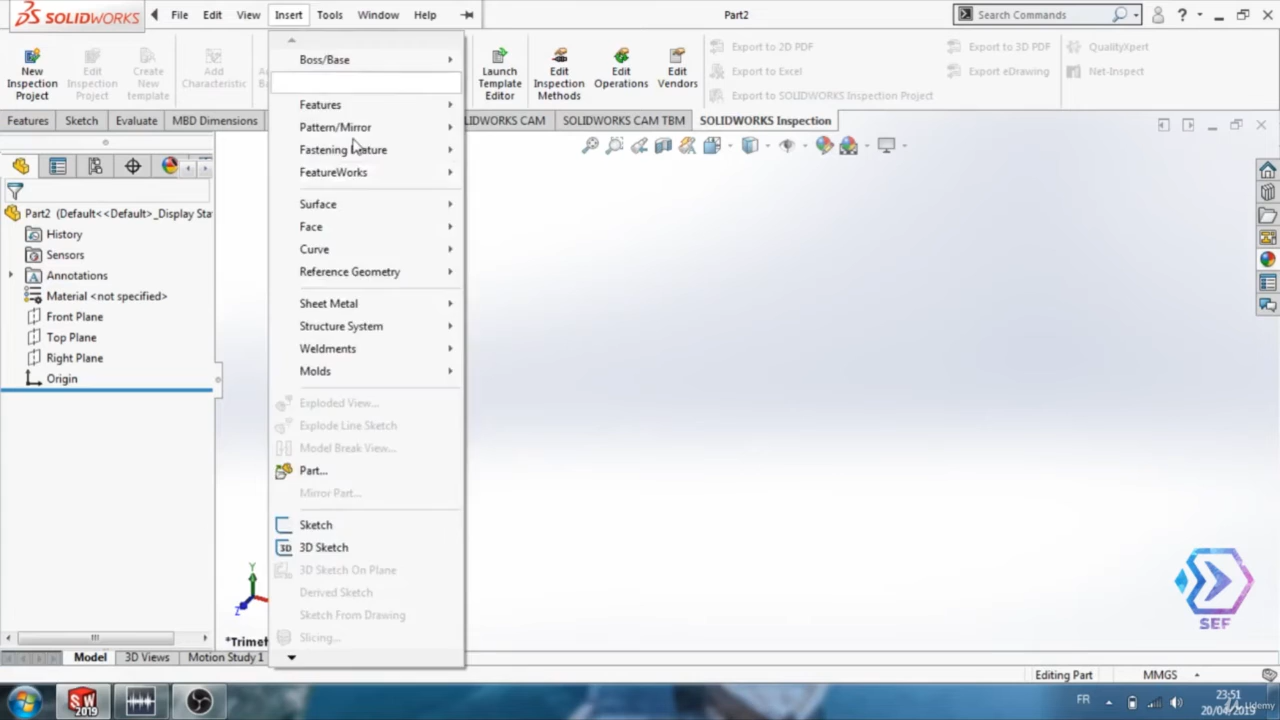 SOLIDWORKS
File
Edit
View
Insert
Tools
Window
Help
Part2
Search Commands
?
New Inspection Project
Edit Inspection Project
Create New template
Add Characteristic
Launch Template Editor
Edit Inspection Methods
Edit Operations
Edit Vendors
Export to 2D PDF
Export to Excel
Export to SOLIDWORKS Inspection Project
Export to 3D PDF
Export eDrawing
QualityXpert
Net-Inspect
Features
Sketch
Evaluate
MBD Dimensions
LIDWORKS CAM
SOLIDWORKS CAM TBM
SOLIDWORKS Inspection
Part2 (Default<<Default>_Display Sta
History
Sensors
Annotations
Material <not specified>
Front Plane
Top Plane
Right Plane
Origin
Boss/Base
Features
Pattern/Mirror
Fastening Feature
FeatureWorks
Surface
Face
Curve
Reference Geometry
Sheet Metal
Structure System
Weldments
Molds
Exploded View...
Explode Line Sketch
Model Break View...
Part...
Mirror Part...
Sketch
3D Sketch
3D Sketch On Plane
Derived Sketch
Sketch From Drawing
Slicing...
Y
Z
*Trimet
Model
3D Views
Motion Study 1
SEF
Editing Part
MMGS
SW
2019
FR
23:51
20/04/2019
Udemy